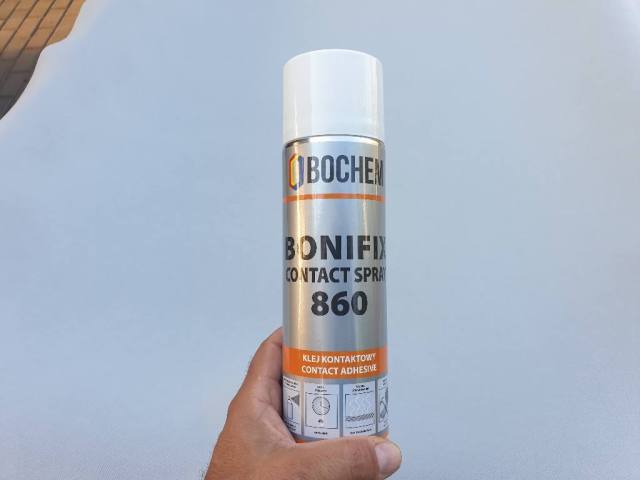 BOCHEM
BONIFIX
CONTACT SPRAY
860
KLEJ KONTAKTOWY
CONTACT ADHESIVE